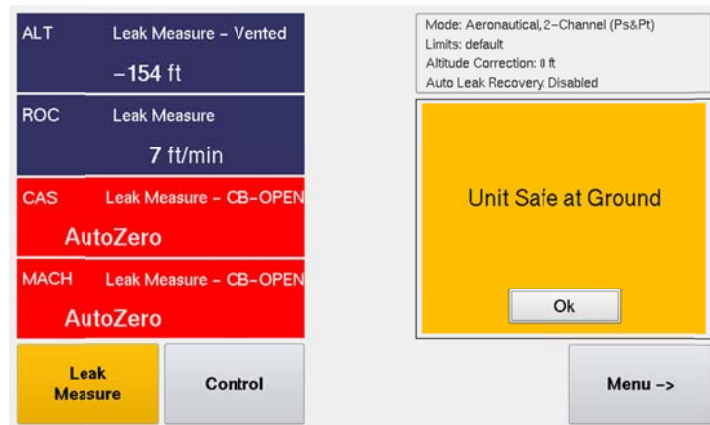 ALT Leak Measure – Vented
–154 ft
ROC Leak Measure
7 ft/min
CAS Leak Measure – CB–OPEN
AutoZero
MACH Leak Measure – CB–OPEN
AutoZero
Leak
Measure
Control
Mode: Aeronautical, 2–Channel (Ps&Pt)
Limits: default
Altitude Correction: 0 ft
Auto Leak Recovery: Disabled
Unit Safe at Ground
Ok
Menu –>